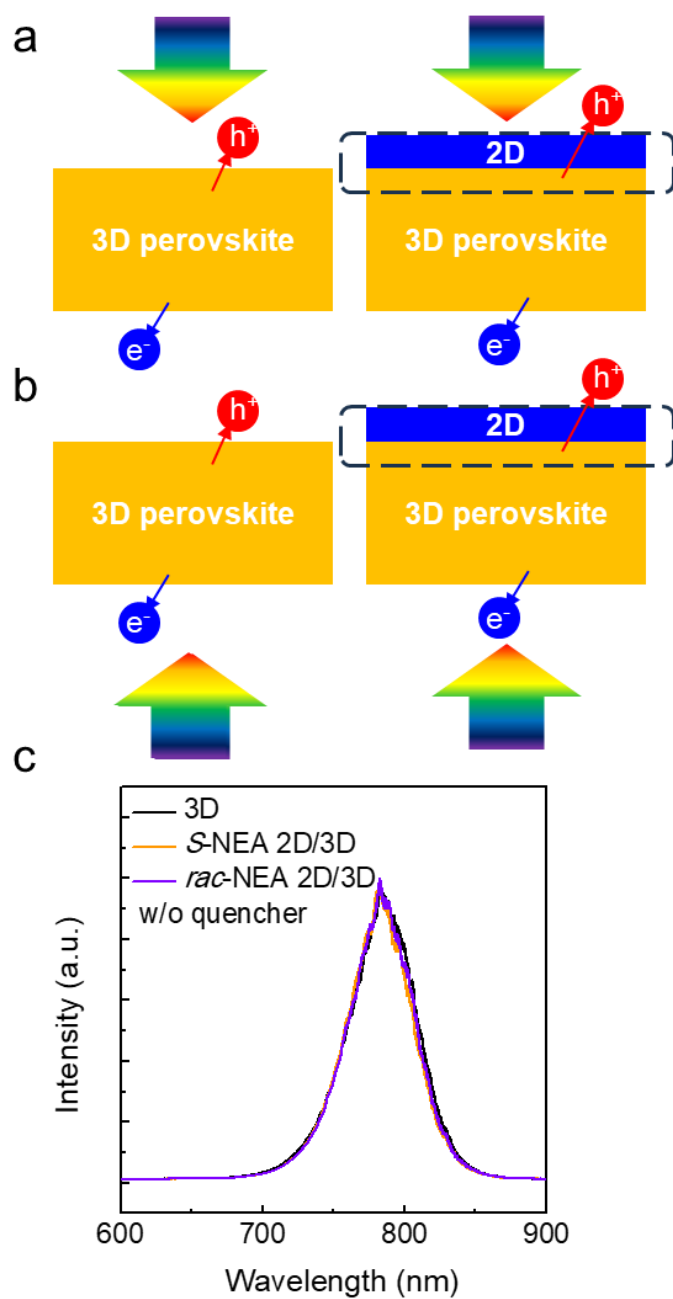 a
h⁺
h⁺
2D
3D perovskite
3D perovskite
e⁻
e⁻
b
h⁺
h⁺
2D
3D perovskite
3D perovskite
e⁻
e⁻
c
3D
S-NEA 2D/3D
rac-NEA 2D/3D
w/o quencher
Intensity (a.u.)
600 700 800 900
Wavelength (nm)